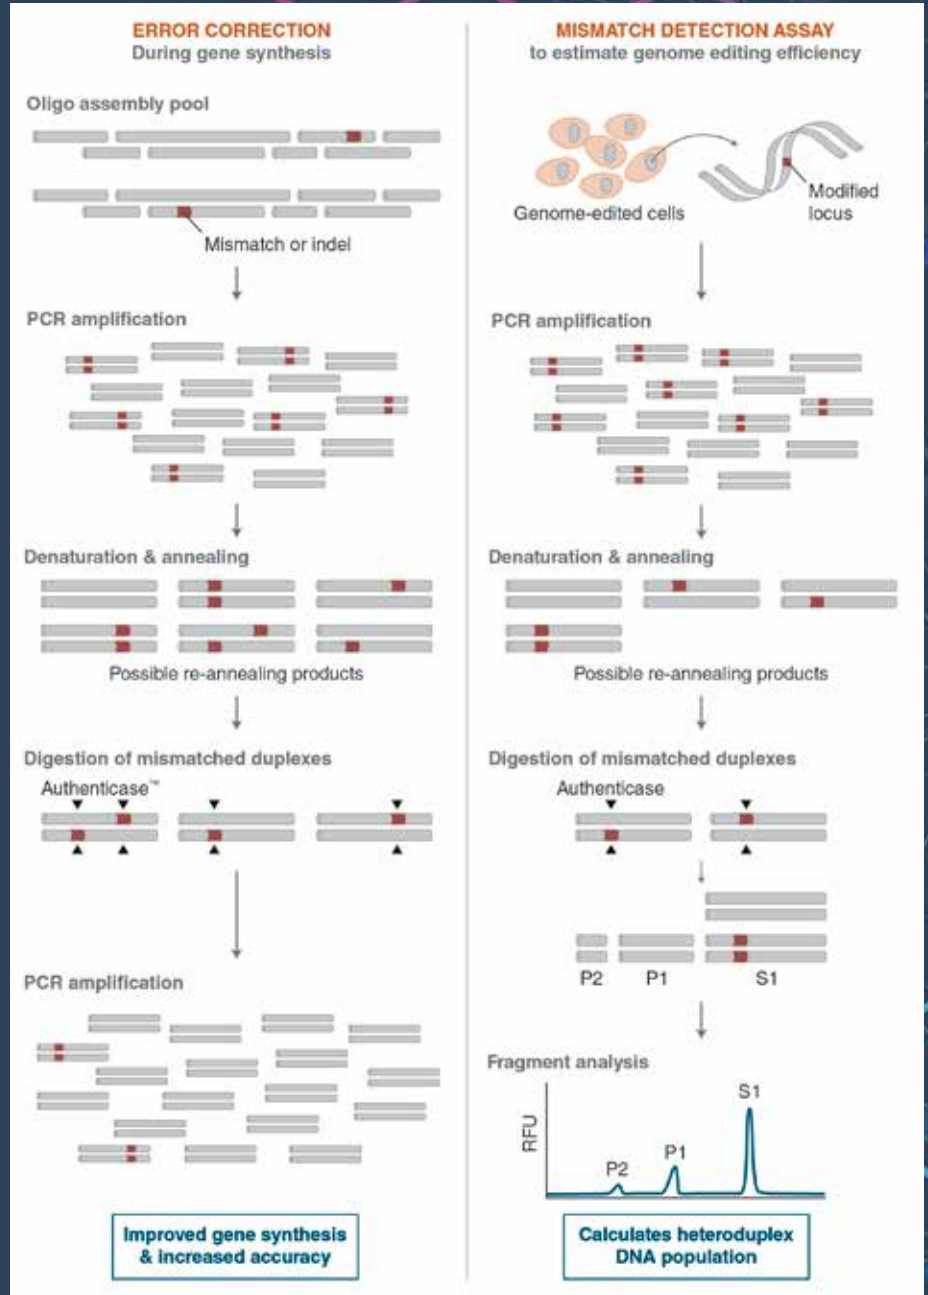 ERROR CORRECTION
During gene synthesis
Oligo assembly pool
Mismatch or indel
PCR amplification
Denaturation & annealing
Possible re-annealing products
Digestion of mismatched duplexes
Authenticase™
PCR amplification
Improved gene synthesis
& increased accuracy
MISMATCH DETECTION ASSAY
to estimate genome editing efficiency
Genome-edited cells
Modified
locus
PCR amplification
Denaturation & annealing
Possible re-annealing products
Digestion of mismatched duplexes
Authenticase
P2 P1 S1
Fragment analysis
RFU
S1
P1
P2
Calculates heteroduplex
DNA population